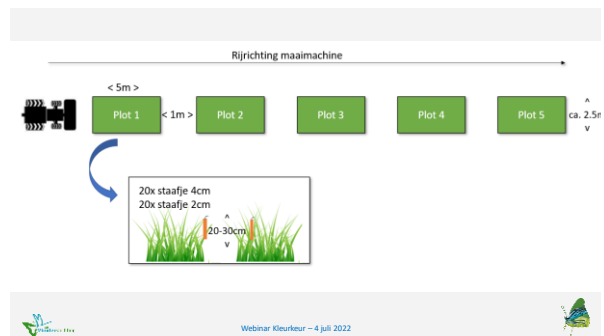 Rijrichting maaimachine
< 5m >
Plot 1
< 1m >
Plot 2
Plot 3
Plot 4
Plot 5
^
ca. 2.5m
v
20x staafje 4cm
20x staafje 2cm
^
20-30cm
v
Webinar Kleurkeur – 4 juli 2022